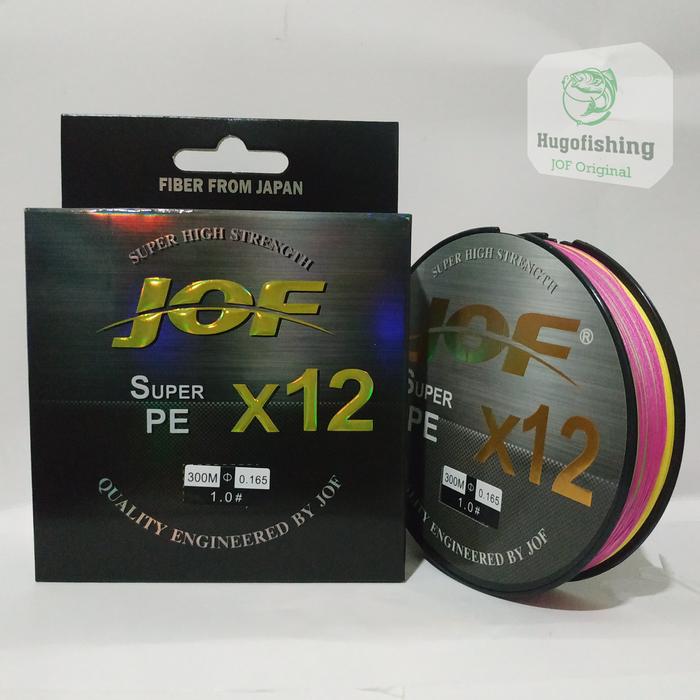 Hugofishing
JOF Original
FIBER FROM JAPAN
SUPER HIGH STRENGTH
JOF
SUPER
PE
x12
300M Φ 0.165
1.0#
QUALITY ENGINEERED BY JOF
SUPER HIGH STRENGTH
JOF®
SUPER
PE
x12
300M Φ 0.165
1.0#
QUALITY ENGINEERED BY JOF